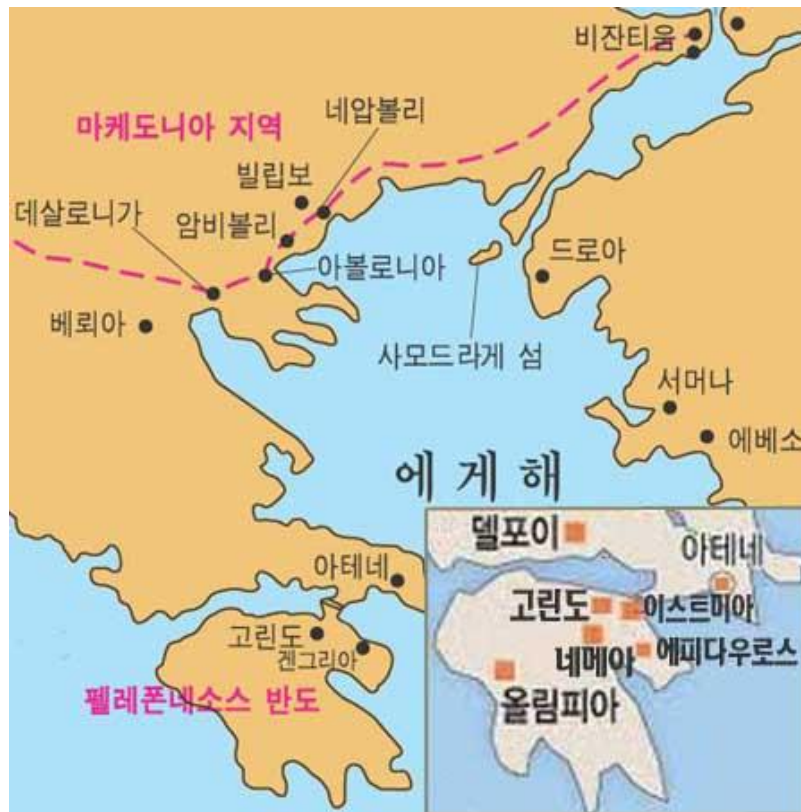 비잔티움
네압볼리
마케도니아 지역
빌립보
데살로니가
암비볼리
아볼로니아
드로아
베뢰아
사모드라게 섬
서머나
에베소
에게해
아테네
고린도
겐그리아
펠레폰네소스 반도
델포이
아테네
고린도
이스트미아
네메야
에피다우로스
올림피아